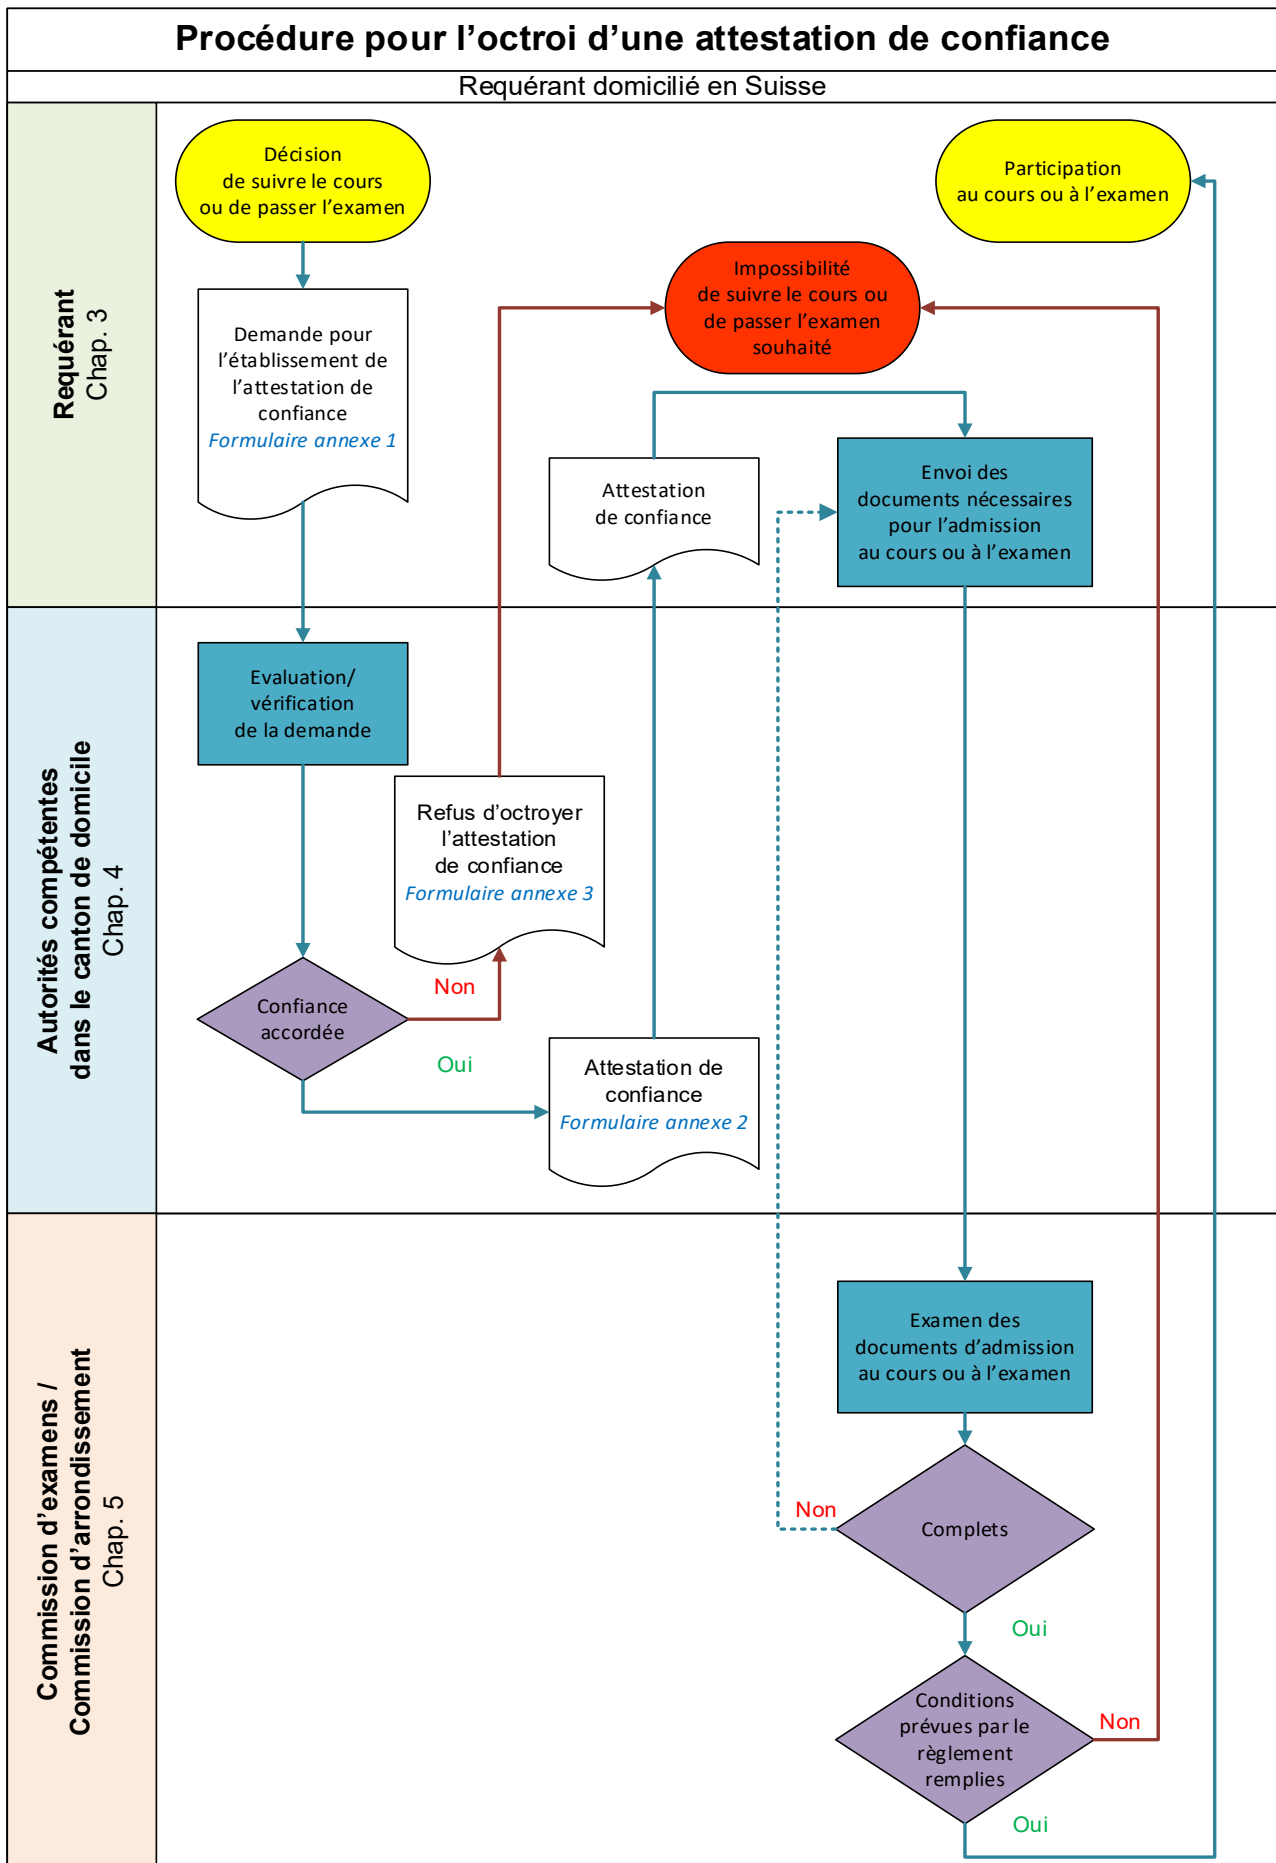 Procédure pour l’octroi d’une attestation de confiance
Requérant domicilié en Suisse
Requérant
Chap. 3
Décision
de suivre le cours
ou de passer l’examen
Participation
au cours ou à l’examen
Impossibilité
de suivre le cours ou
de passer l’examen
souhaité
Demande pour
l’établissement de
l’attestation de
confiance
Formulaire annexe 1
Attestation
de confiance
Envoi des
documents nécessaires
pour l’admission
au cours ou à l’examen
Autorités compétentes
dans le canton de domicile
Chap. 4
Evaluation/
vérification
de la demande
Refus d’octroyer
l’attestation
de confiance
Formulaire annexe 3
Non
Confiance
accordée
Oui
Attestation de
confiance
Formulaire annexe 2
Commission d’examens /
Commission d’arrondissement
Chap. 5
Examen des
documents d’admission
au cours ou à l’examen
Non
Complets
Oui
Conditions
prévues par le
règlement
remplies
Non
Oui